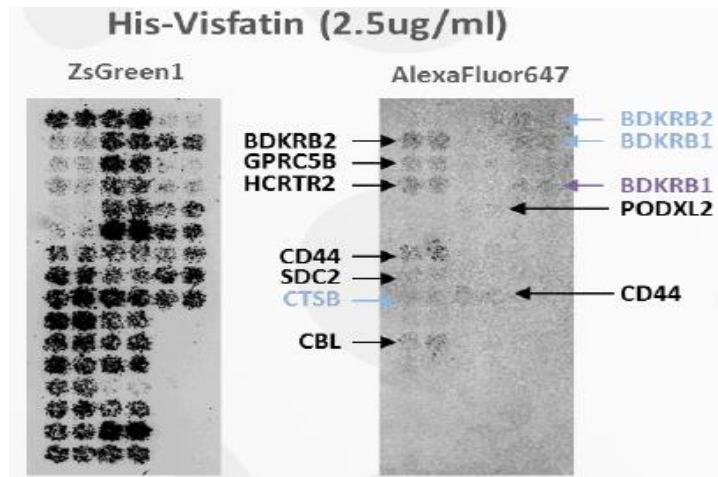 His-Visfatin (2.5ug/ml)
ZsGreen1
AlexaFluor647
BDKRB2
GPRC5B
HCRTR2
CD44
SDC2
CTSB
CBL
BDKRB2
BDKRB1
BDKRB1
PODXL2
CD44